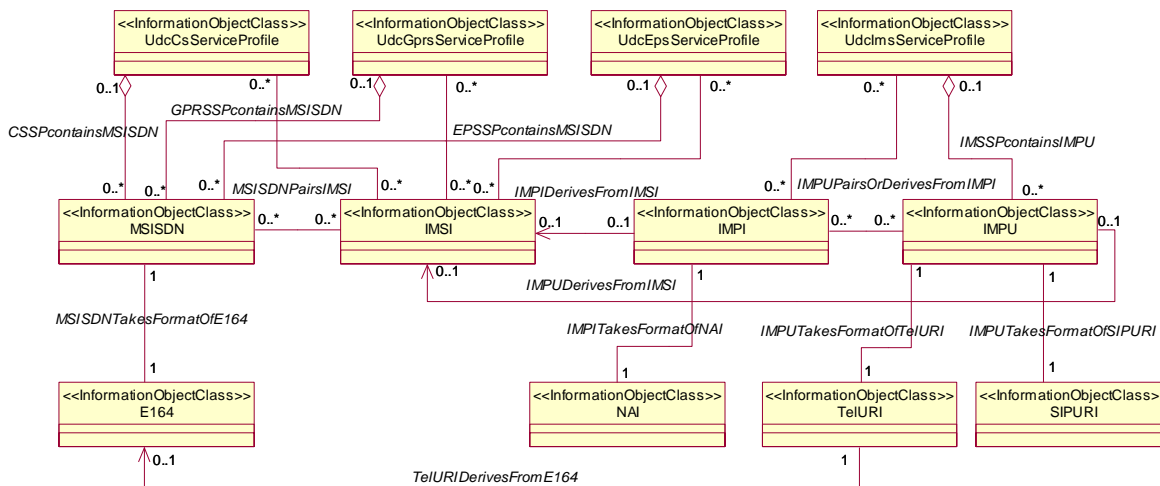 <<InformationObjectClass>>
UdcCsServiceProfile
<<InformationObjectClass>>
UdcGprsServiceProfile
<<InformationObjectClass>>
UdcEpsServiceProfile
<<InformationObjectClass>>
UdcImsServiceProfile
0..1
0..*
0..1
0..*
0..1
0..*
0..*
0..1
GPRSSPcontainsMSISDN
CSSPcontainsMSISDN
EPSSPcontainsMSISDN
IMSSPcontainsIMPU
0..*
0..*
0..*
MSISDNPairsIMSI
0..*
0..*
0..*
IMPIDerivesFromIMSI
0..*
IMPUPairsOrDerivesFromIMPI
0..*
<<InformationObjectClass>>
MSISDN
0..*
0..*
<<InformationObjectClass>>
IMSI
0..1
0..1
<<InformationObjectClass>>
IMPI
0..*
0..*
<<InformationObjectClass>>
IMPU
0..1
1
0..1
IMPUDerivesFromIMSI
1
1
1
MSISDNTakesFormatOfE164
IMPITakesFormatOfNAI
IMPUTakesFormatOfTelURI
IMPUTakesFormatOfSIPURI
1
1
1
1
<<InformationObjectClass>>
E164
<<InformationObjectClass>>
NAI
<<InformationObjectClass>>
TelURI
<<InformationObjectClass>>
SIPURI
0..1
TelURIDerivesFromE164
1